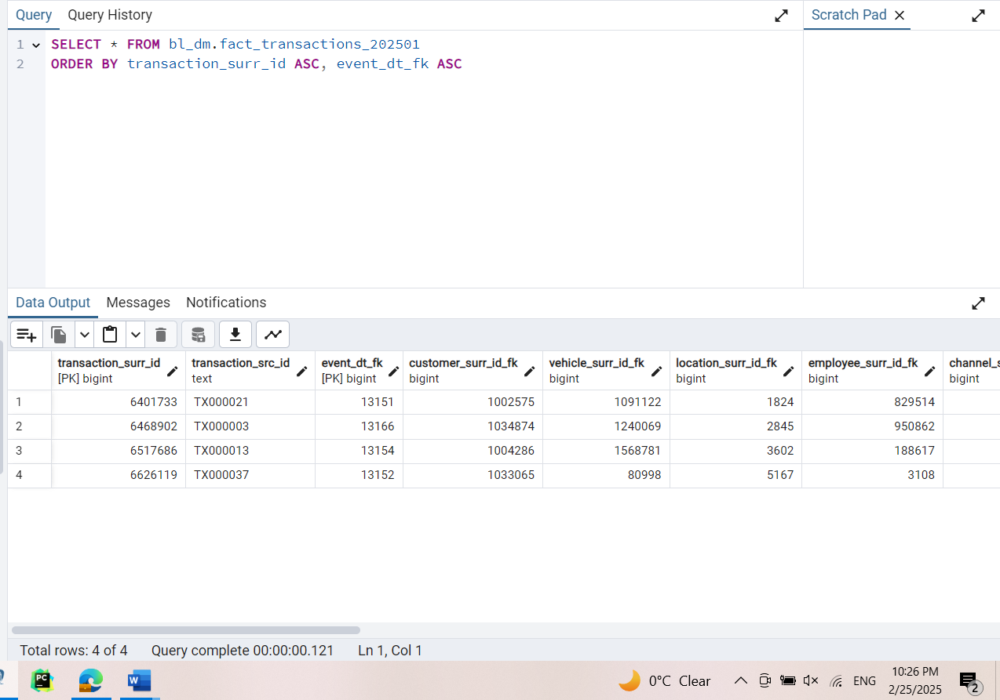 Query Query History Scratch Pad
1 SELECT * FROM bl_dm.fact_transactions_202501
2 ORDER BY transaction_surr_id ASC, event_dt_fk ASC
Data Output Messages Notifications
transaction_surr_id transaction_src_id event_dt_fk customer_surr_id_fk vehicle_surr_id_fk location_surr_id_fk employee_surr_id_fk channel_s
[PK] bigint text [PK] bigint bigint bigint bigint bigint bigint
1 6401733 TX000021 13151 1002575 1091122 1824 829514
2 6468902 TX000003 13166 1034874 1240069 2845 950862
3 6517686 TX000013 13154 1004286 1568781 3602 188617
4 6626119 TX000037 13152 1033065 80998 5167 3108
Total rows: 4 of 4 Query complete 00:00:00.121 Ln 1, Col 1
PC W 0°C Clear ENG 10:26 PM
2/25/2025 2